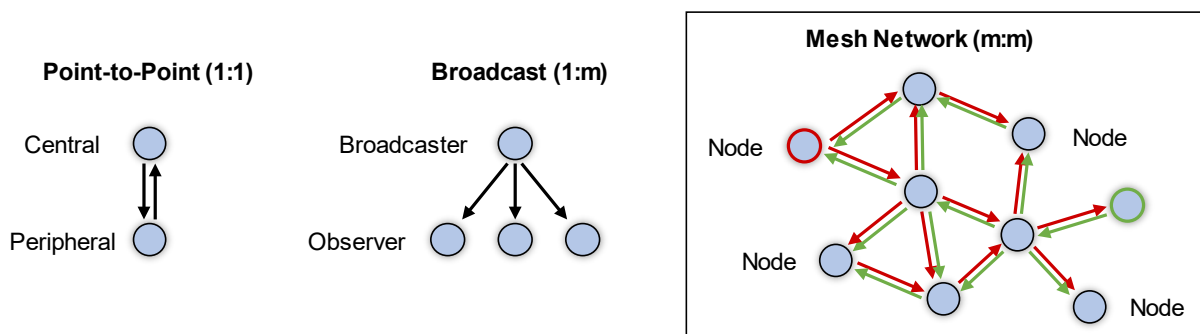 Point-to-Point (1:1)
Central
Peripheral
Broadcast (1:m)
Broadcaster
Observer
Mesh Network (m:m)
Node
Node
Node
Node